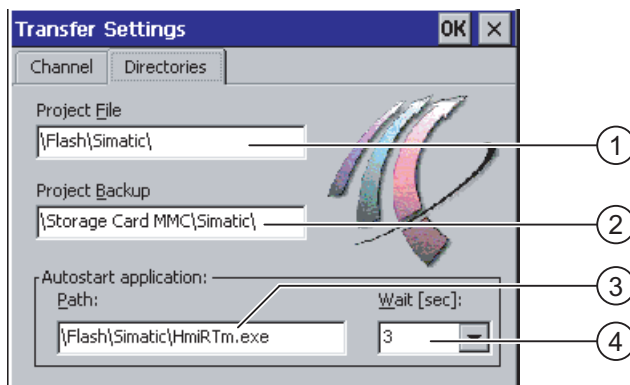 Transfer Settings OK ×
Channel Directories
Project File
\Flash\Simatic\
1
Project Backup
\Storage Card MMC\Simatic\
2
Autostart application:
3
Path: Wait [sec]:
\Flash\Simatic\HmiRTm.exe 3
4